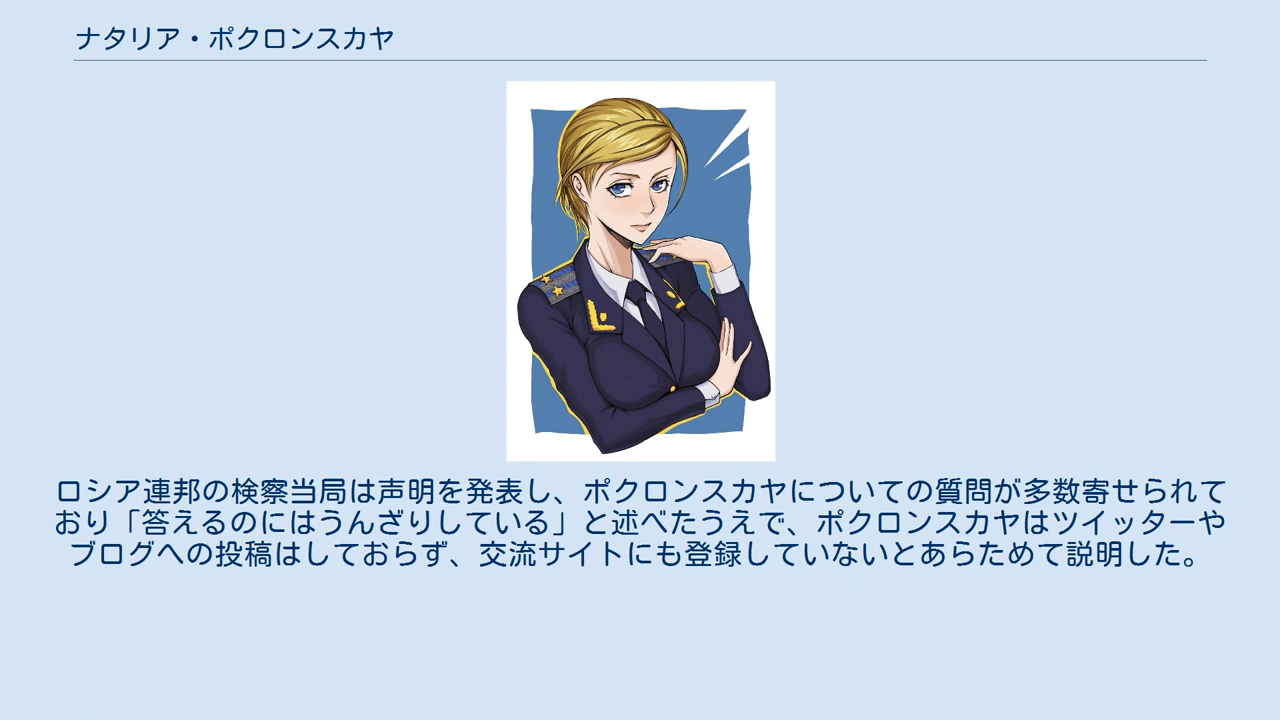 ナタリア・ポクロンスカヤ
ロシア連邦の検察当局は声明を発表し、ポクロンスカヤについての質問が多数寄せられて
おり「答えるのにはうんざりしている」と述べたうえで、ポクロンスカヤはツイッターや
ブログへの投稿はしておらず、交流サイトにも登録していないとあらためて説明した。